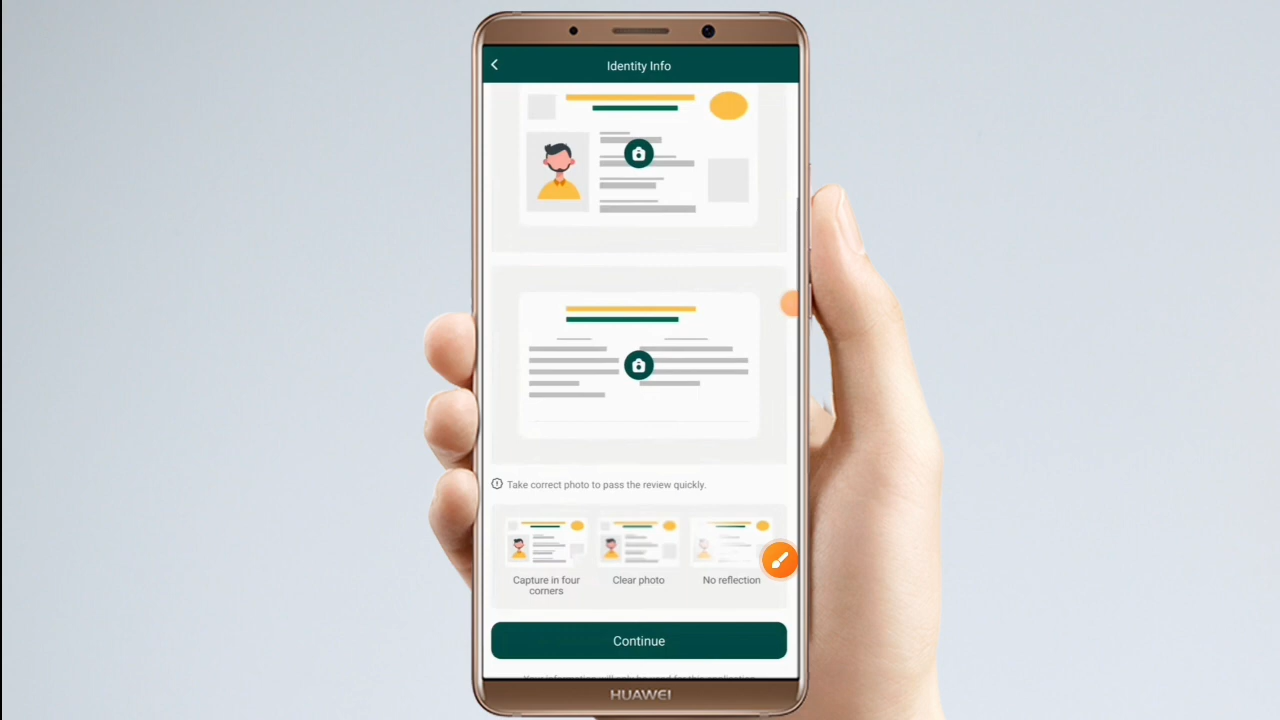 Identity Info
Take correct photo to pass the review quickly.
Capture in four
corners
Clear photo
No reflection
Continue
HUAWEI